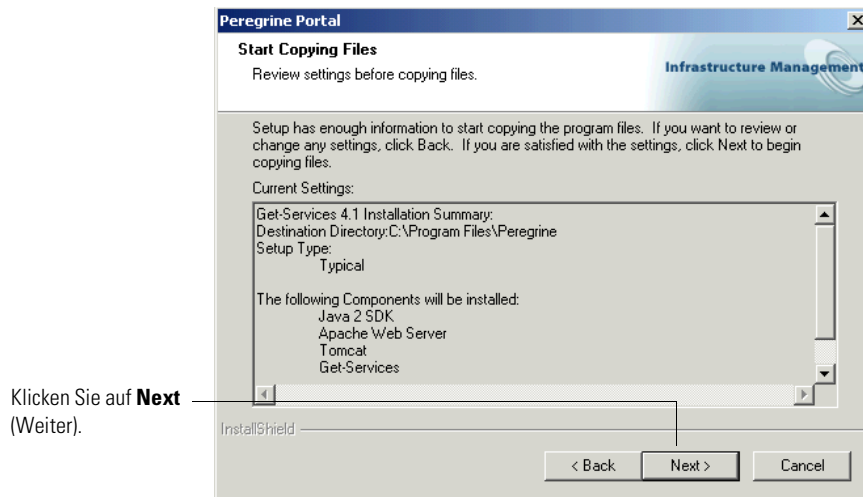 Peregrine Portal
Start Copying Files
Review settings before copying files.
Infrastructure Management
Setup has enough information to start copying the program files. If you want to review or
change any settings, click Back. If you are satisfied with the settings, click Next to begin
copying files.
Current Settings:
Get-Services 4.1 Installation Summary:
Destination Directory:C:\Program Files\Peregrine
Setup Type:
Typical
The following Components will be installed:
Java 2 SDK
Apache Web Server
Tomcat
Get-Services
Klicken Sie auf Next
(Weiter).
InstallShield
< Back
Next >
Cancel